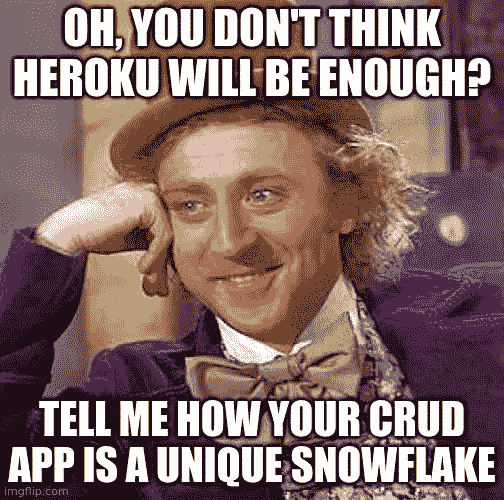 OH, YOU DON'T THINK
HEROKU WILL BE ENOUGH?
TELL ME HOW YOUR CRUD
APP IS A UNIQUE SNOWFLAKE
imgflip.com